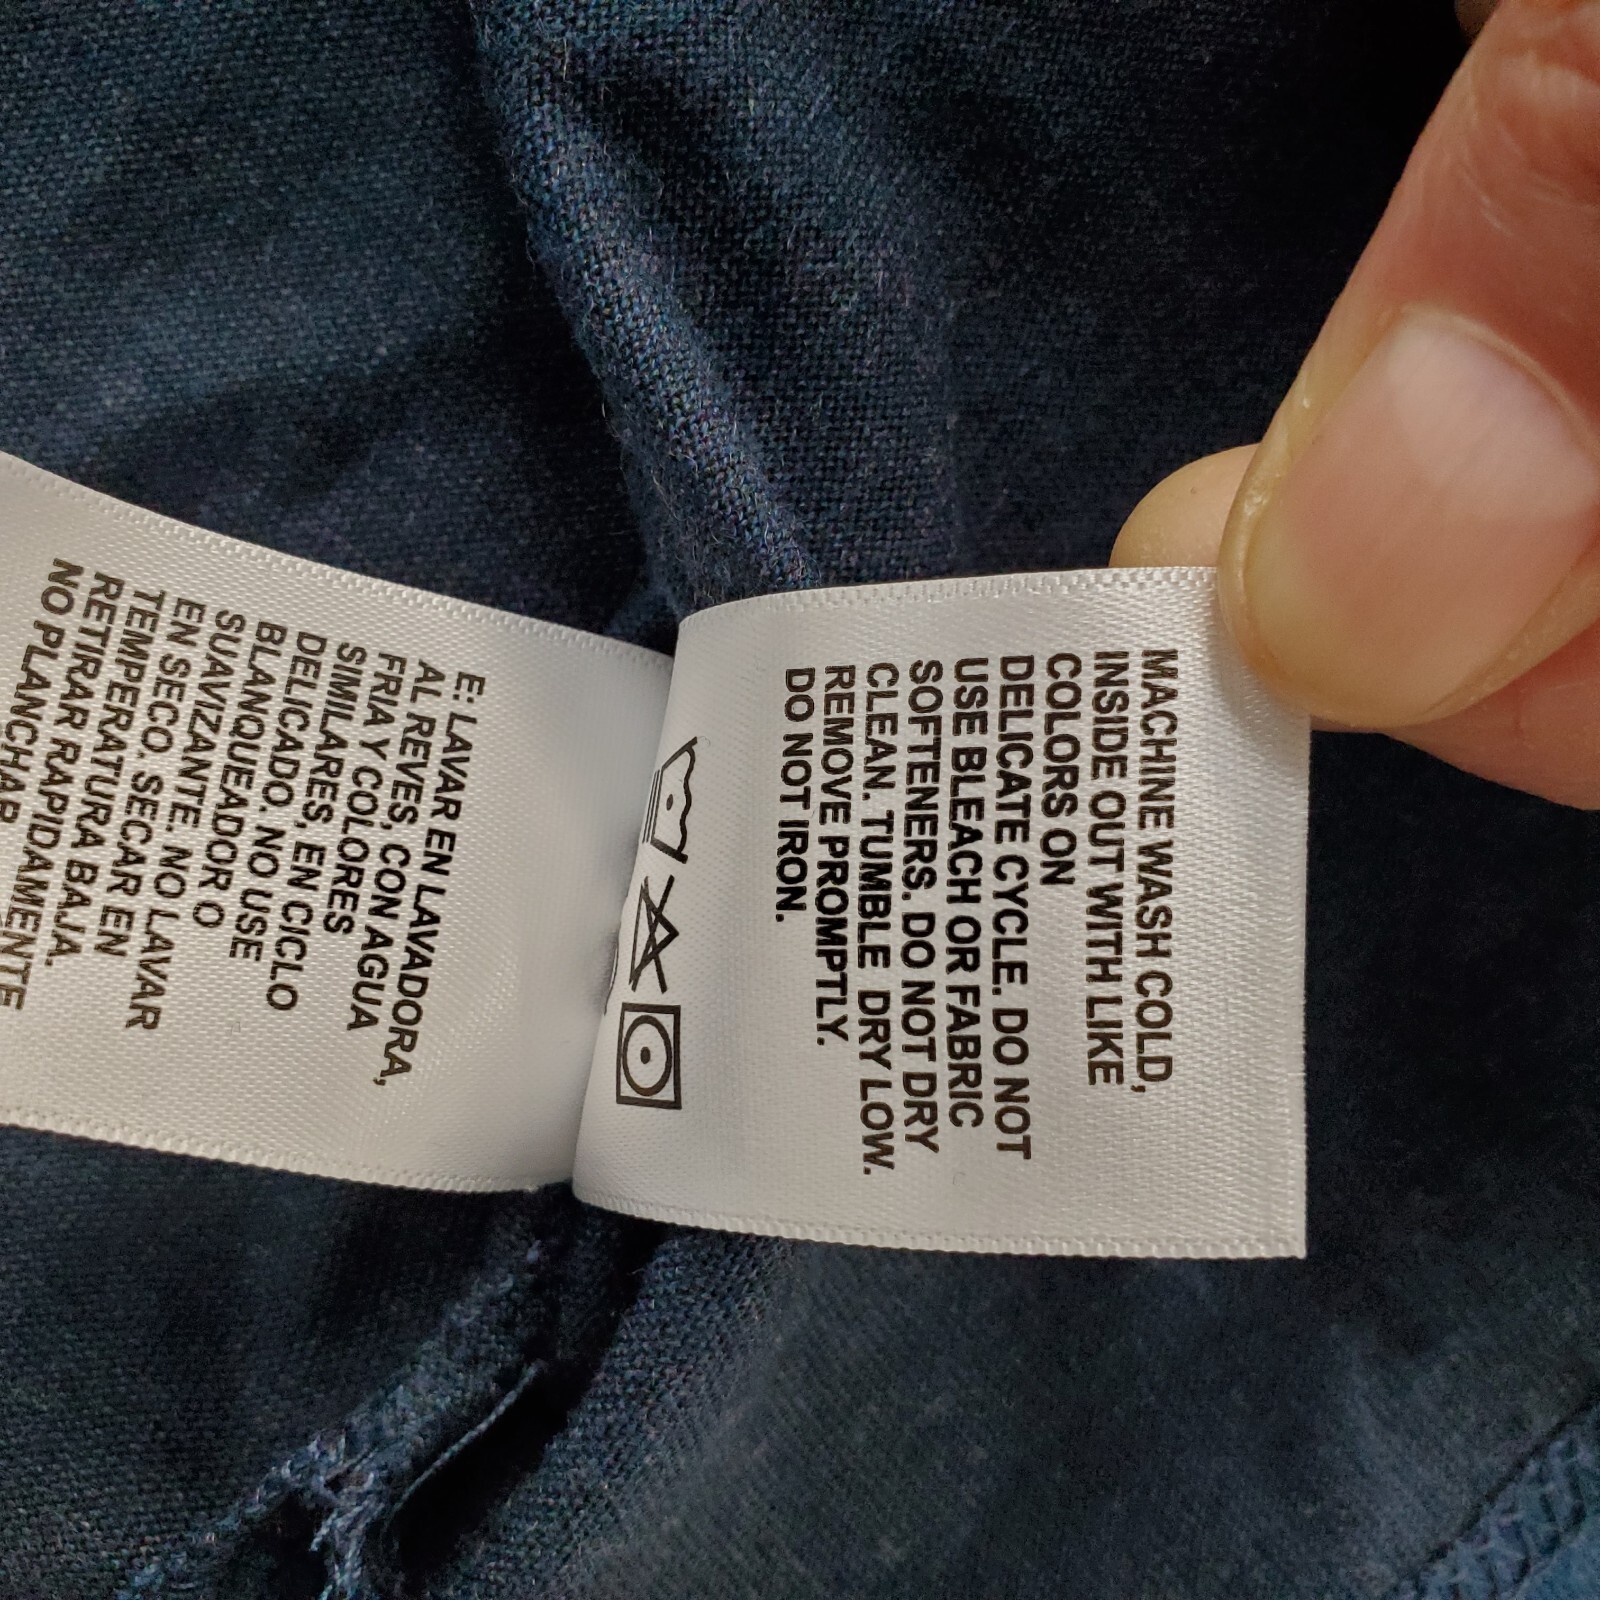 MACHINE WASH COLD,
INSIDE OUT WITH LIKE
COLORS ON
DELICATE CYCLE. DO NOT
USE BLEACH OR FABRIC
SOFTENERS. DO NOT DRY
CLEAN. TUMBLE DRY LOW.
REMOVE PROMPTLY.
DO NOT IRON.
E: LAVAR EN LAVADORA,
AL REVES, CON AGUA
FRIA Y COLORES
SIMILARES, EN CICLO
DELICADO. NO USE
BLANQUEADOR O
SUAVIZANTE. NO LAVAR
EN SECO. SECAR EN
TEMPERATURA BAJA.
RETIRAR RAPIDAMENTE
NO PLANCHAR